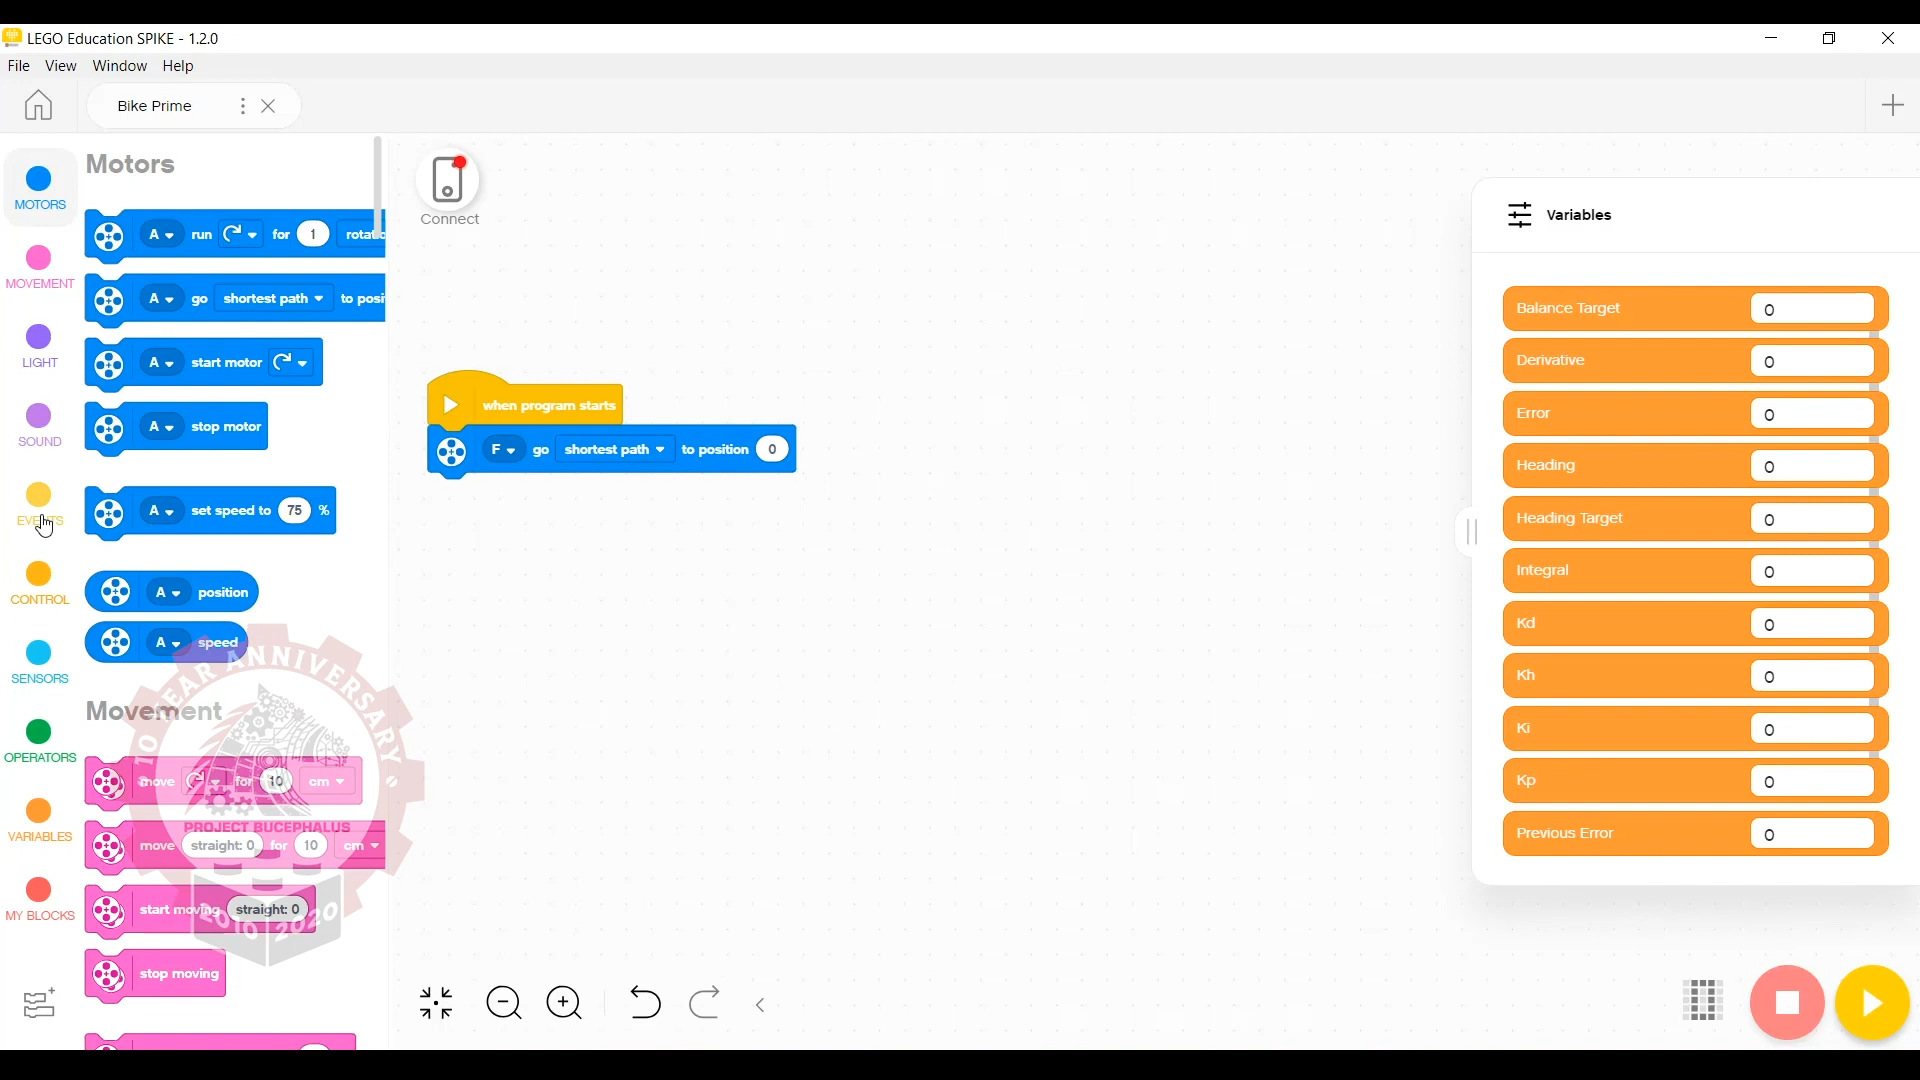 LEGO Education SPIKE - 1.2.0
File View Window Help
Bike Prime
MOTORS
MOVEMENT
LIGHT
SOUND
EVENTS
CONTROL
SENSORS
OPERATORS
VARIABLES
MY BLOCKS
Motors
A run for 1
A go shortest path
A start motor
A stop motor
A set speed to 75 %
A position
A speed
Movement
move for 10 cm
move straight: 0 for 10 cm
start moving straight: 0
stop moving
10 YEAR ANNIVERSARY
PROJECT BUCEPHALUS
2010 2020
Connect
when program starts
F go shortest path to position 0
Variables
Balance Target 0
Derivative 0
Error 0
Heading 0
Heading Target 0
Integral 0
Kd 0
Kh 0
Ki 0
Kp 0
Previous Error 0